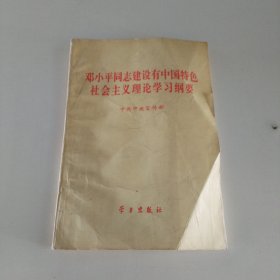 邓小平同志建设有中国特色
社会主义理论学习纲要
中共中央宣传部
学习出版社